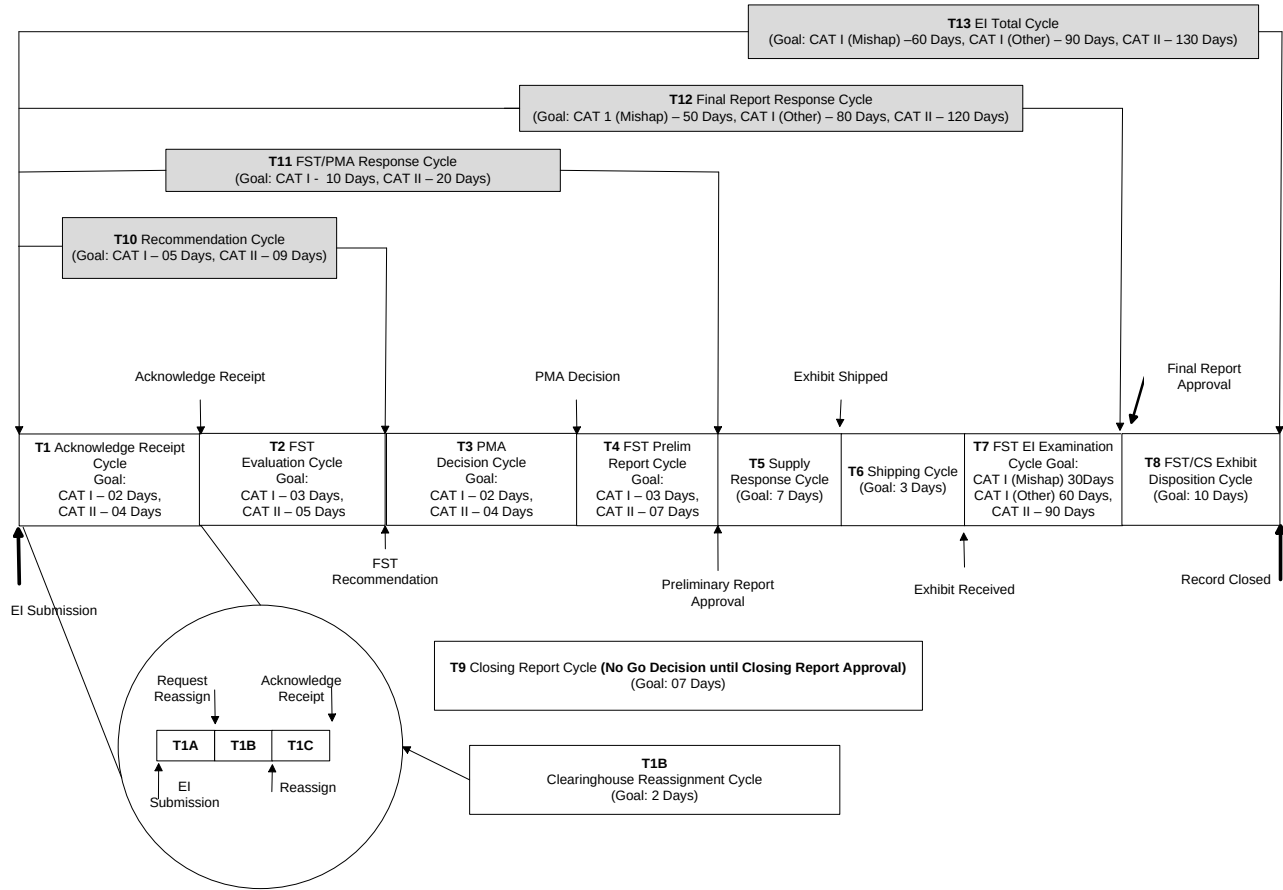 T13 EI Total Cycle
(Goal: CAT I (Mishap) –60 Days, CAT I (Other) – 90 Days, CAT II – 130 Days)
T12 Final Report Response Cycle
(Goal: CAT 1 (Mishap) – 50 Days, CAT I (Other) – 80 Days, CAT II – 120 Days)
T11 FST/PMA Response Cycle
(Goal: CAT I - 10 Days, CAT II – 20 Days)
T10 Recommendation Cycle
(Goal: CAT I – 05 Days, CAT II – 09 Days)
Acknowledge Receipt
PMA Decision
Exhibit Shipped
Final Report
Approval
T1 Acknowledge Receipt
Cycle
Goal:
CAT I – 02 Days,
CAT II – 04 Days
T2 FST
Evaluation Cycle
Goal:
CAT I – 03 Days,
CAT II – 05 Days
T3 PMA
Decision Cycle
Goal:
CAT I – 02 Days,
CAT II – 04 Days
T4 FST Prelim
Report Cycle
Goal:
CAT I – 03 Days,
CAT II – 07 Days
T5 Supply
Response Cycle
(Goal: 7 Days)
T6 Shipping Cycle
(Goal: 3 Days)
T7 FST EI Examination
Cycle Goal:
CAT I (Mishap) 30Days
CAT I (Other) 60 Days,
CAT II – 90 Days
T8 FST/CS Exhibit
Disposition Cycle
(Goal: 10 Days)
EI Submission
FST
Recommendation
Preliminary Report
Approval
Exhibit Received
Record Closed
T9 Closing Report Cycle (No Go Decision until Closing Report Approval)
(Goal: 07 Days)
Request
Reassign
Acknowledge
Receipt
T1A
T1B
T1C
EI
Submission
Reassign
T1B
Clearinghouse Reassignment Cycle
(Goal: 2 Days)